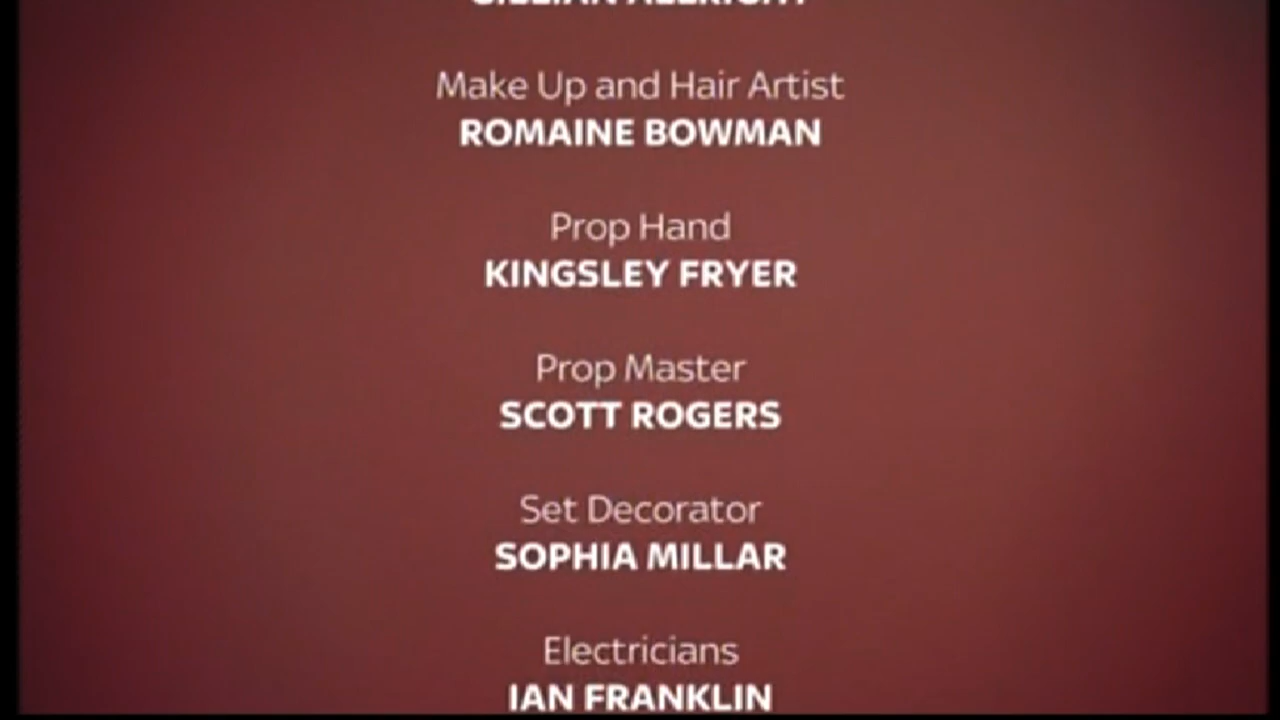 Make Up and Hair Artist
ROMAINE BOWMAN
Prop Hand
KINGSLEY FRYER
Prop Master
SCOTT ROGERS
Set Decorator
SOPHIA MILLAR
Electricians
IAN FRANKLIN